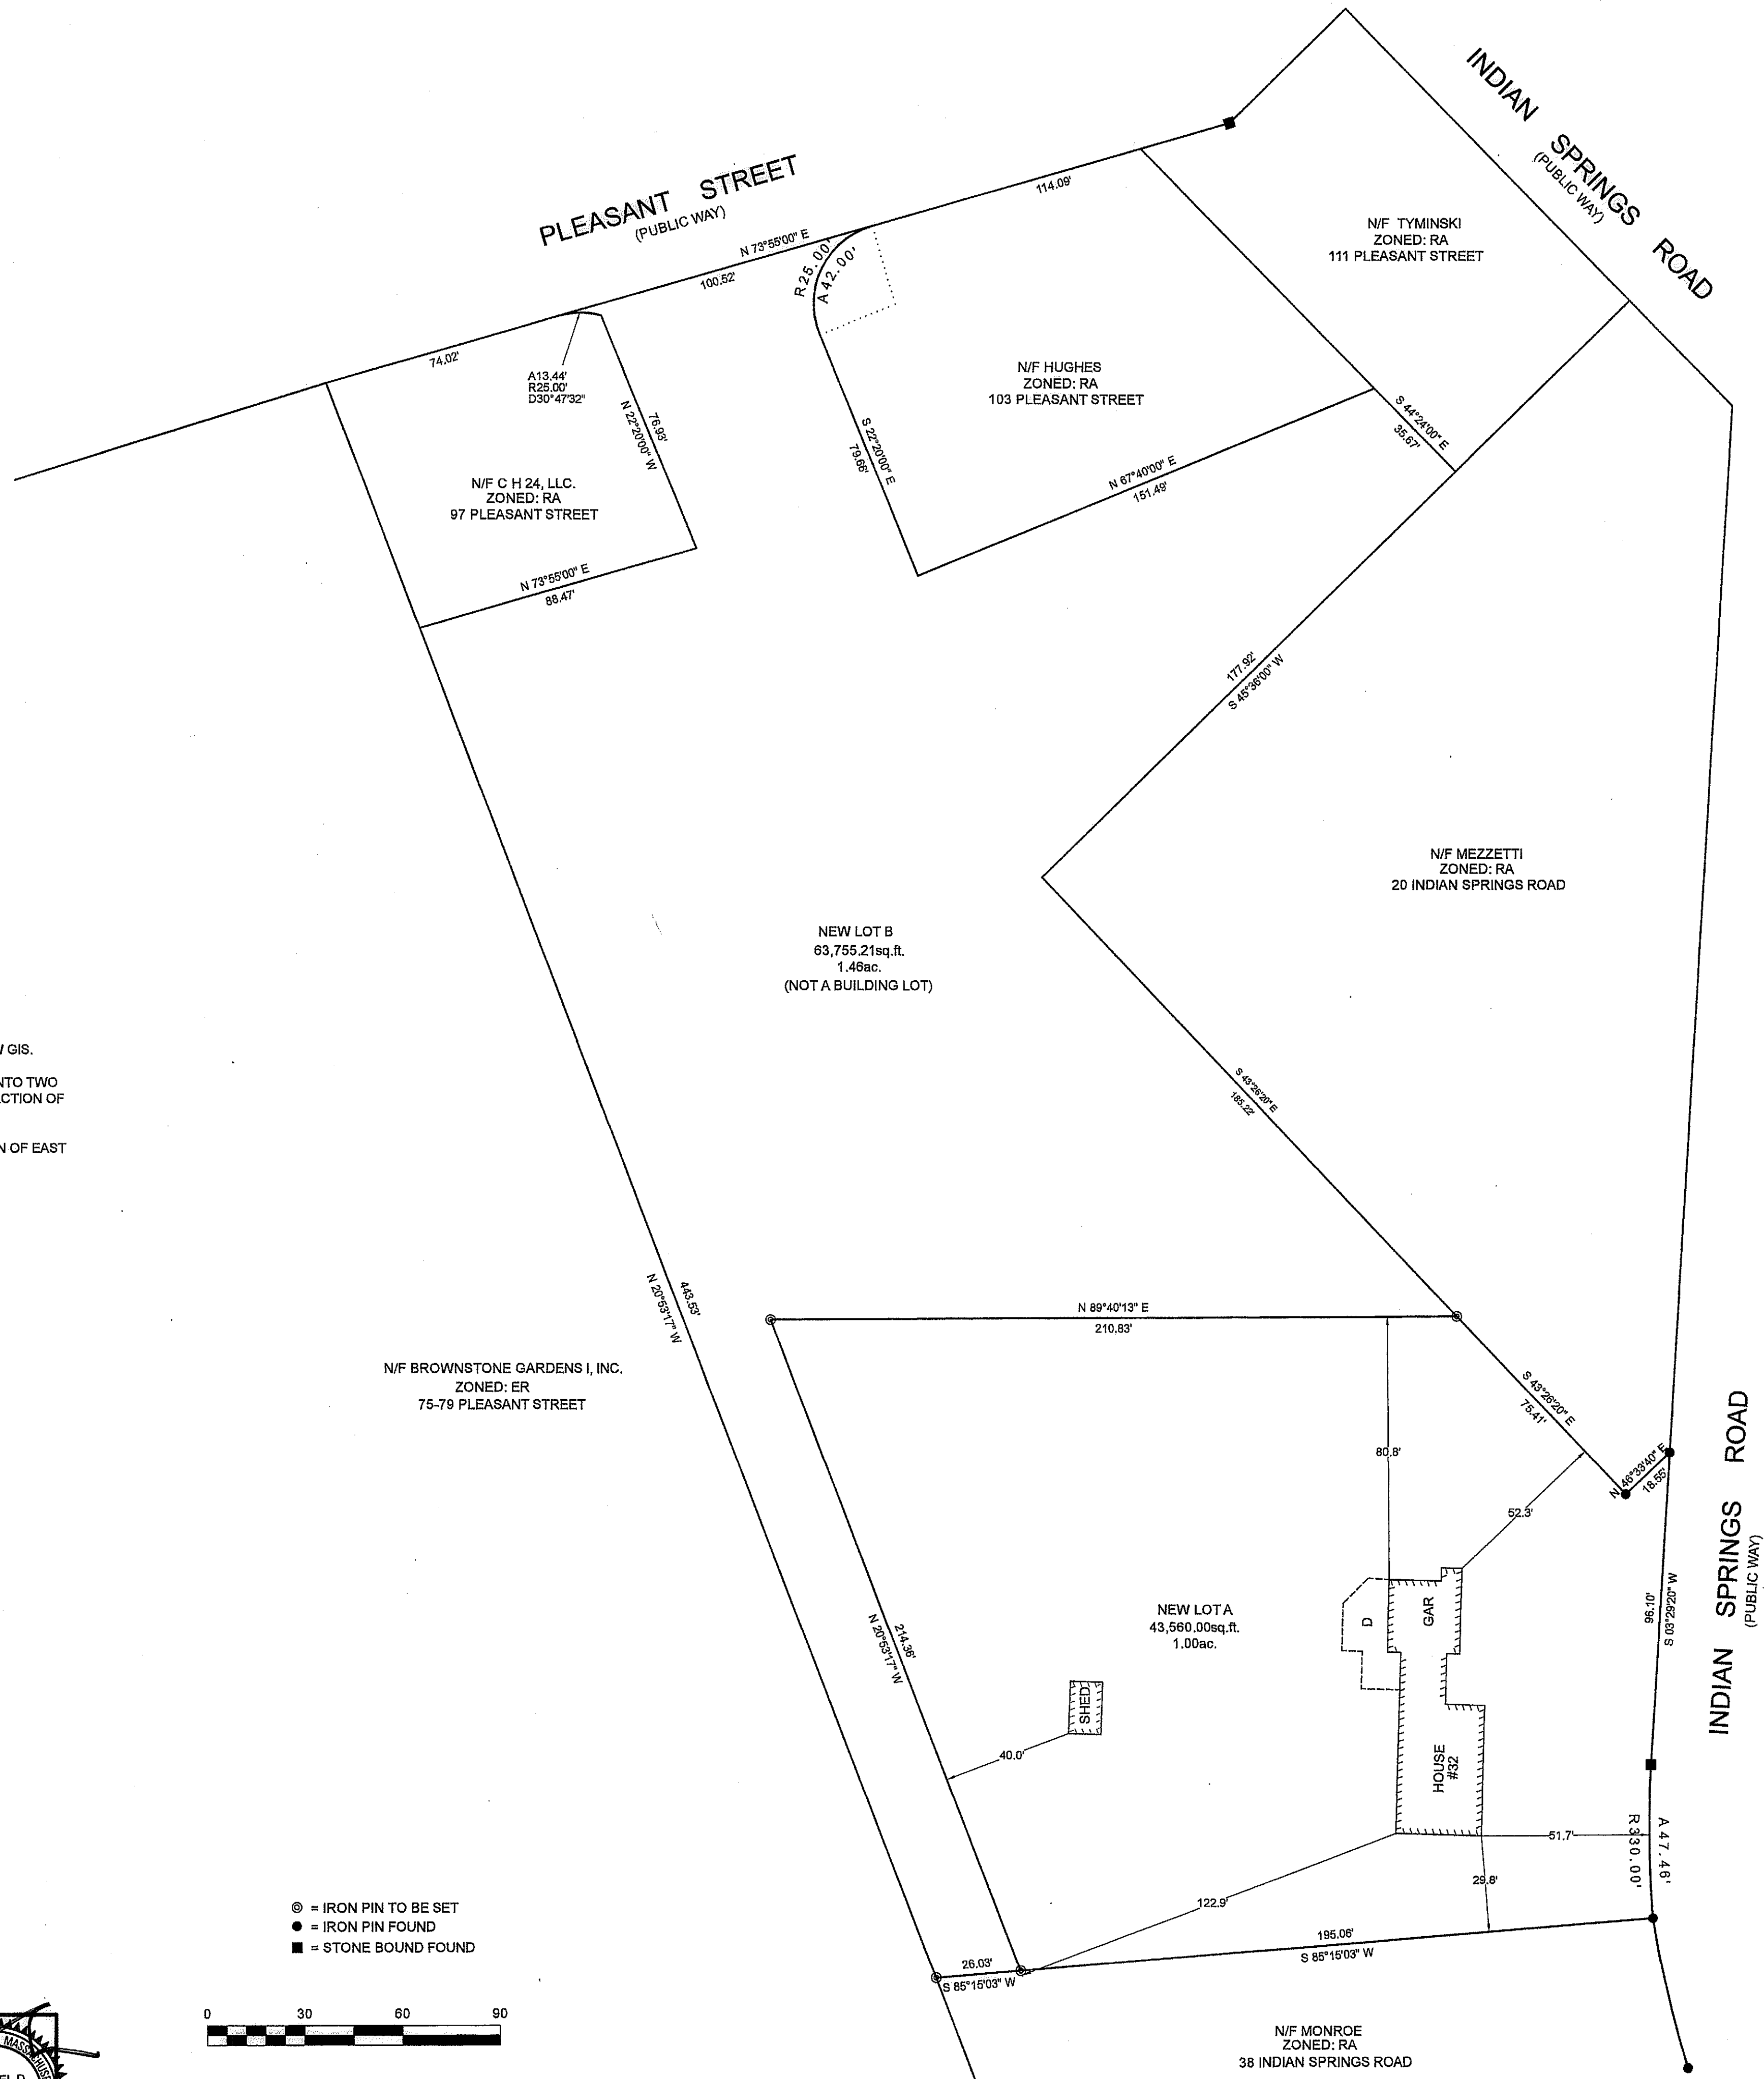 INDIAN SPRINGS ROAD
(PUBLIC WAY)
PLEASANT STREET
(PUBLIC WAY)
N 73°55'00" E
100.52'
114.09'
74.02'
R25.00'
A42.00'
N/F TYMINSKI
ZONED: RA
111 PLEASANT STREET
A13.44'
R25.00'
D30°47'32"
N 22°20'00" W
76.93'
N/F HUGHES
ZONED: RA
103 PLEASANT STREET
S 22°20'00" E
79.66'
S 44°24'00" E
35.67'
N 67°40'00" E
151.49'
N/F C H 24, LLC.
ZONED: RA
97 PLEASANT STREET
N 73°55'00" E
88.47'
177.92'
S 45°36'00" W
N/F MEZZETTI
ZONED: RA
20 INDIAN SPRINGS ROAD
NEW LOT B
63,755.21sq.ft.
1.46ac.
(NOT A BUILDING LOT)
GIS.
NTO TWO
CTION OF
N OF EAST
S 43°26'20" E
185.22'
N 20°53'17" W
443.53'
N 89°40'13" E
210.83'
N/F BROWNSTONE GARDENS I, INC.
ZONED: ER
75-79 PLEASANT STREET
S 43°26'20" E
75.41'
80.8'
N 46°33'40" E
18.55'
52.3'
INDIAN SPRINGS ROAD
(PUBLIC WAY)
96.10'
S 03°29'20" W
NEW LOT A
43,560.00sq.ft.
1.00ac.
D
GAR
N 20°53'17" W
214.36'
SHED
40.0'
HOUSE
#32
51.7'
R330.00'
A 47.46'
29.8'
122.9'
195.06'
S 85°15'03" W
26.03'
S 85°15'03" W
= IRON PIN TO BE SET
= IRON PIN FOUND
= STONE BOUND FOUND
0 30 60 90
N/F MONROE
ZONED: RA
38 INDIAN SPRINGS ROAD
MASSACHUSE